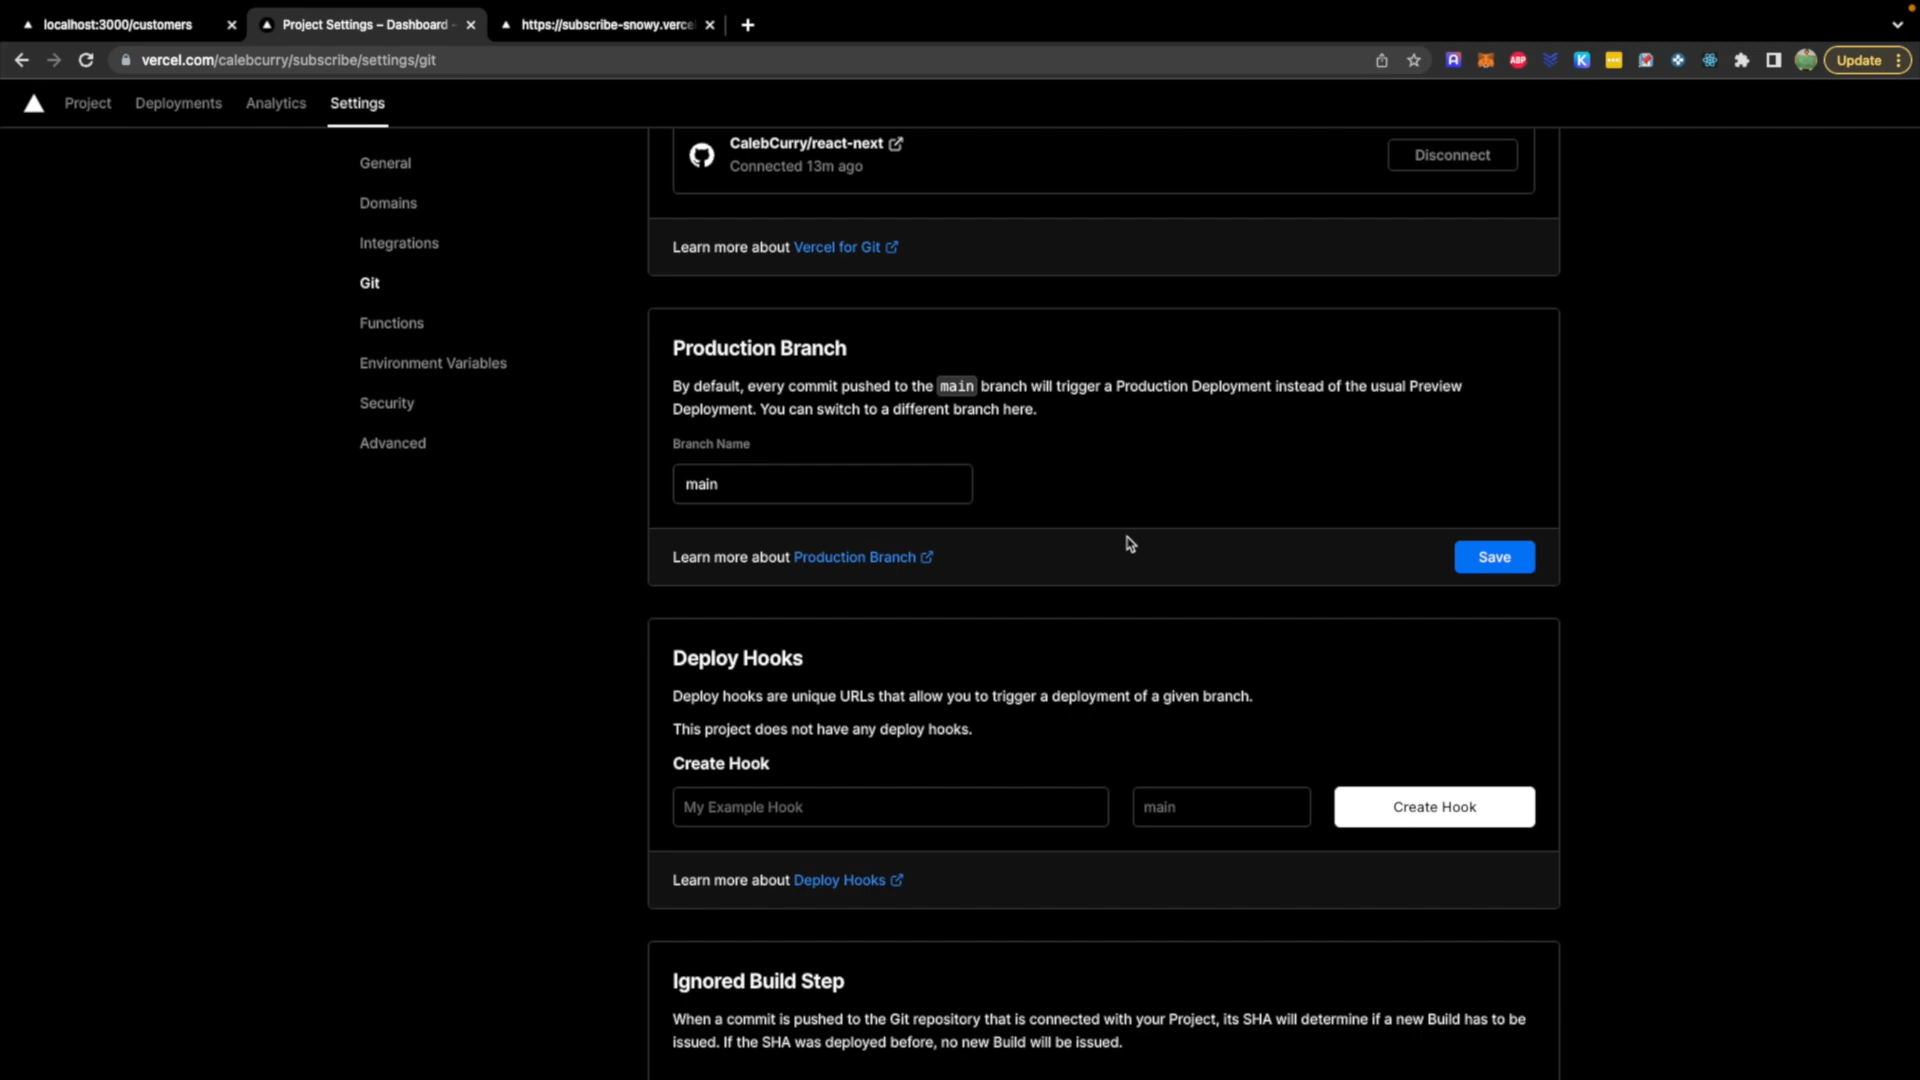 localhost:3000/customers
Project Settings – Dashboard -
https://subscribe-snowy.verce
vercel.com/calebcurry/subscribe/settings/git
ABP
K
Update
Project
Deployments
Analytics
Settings
General
Domains
Integrations
Git
Functions
Environment Variables
Security
Advanced
CalebCurry/react-next
Connected 13m ago
Disconnect
Learn more about Vercel for Git
Production Branch
By default, every commit pushed to the main branch will trigger a Production Deployment instead of the usual Preview
Deployment. You can switch to a different branch here.
Branch Name
main
Learn more about Production Branch
Save
Deploy Hooks
Deploy hooks are unique URLs that allow you to trigger a deployment of a given branch.
This project does not have any deploy hooks.
Create Hook
My Example Hook
main
Create Hook
Learn more about Deploy Hooks
Ignored Build Step
When a commit is pushed to the Git repository that is connected with your Project, its SHA will determine if a new Build has to be
issued. If the SHA was deployed before, no new Build will be issued.